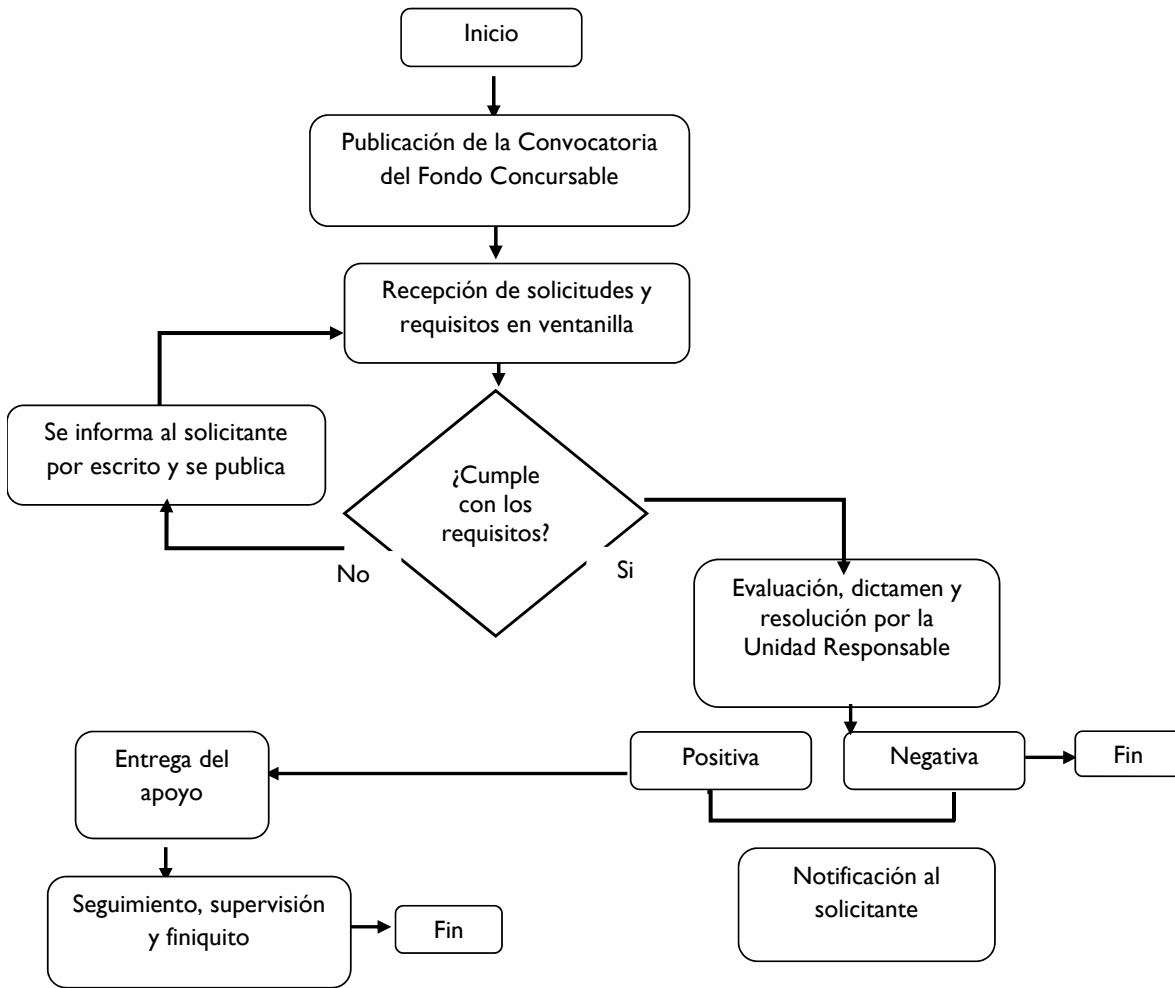 Inicio
Publicación de la Convocatoria
del Fondo Concursable
Recepción de solicitudes y
requisitos en ventanilla
Se informa al solicitante
por escrito y se publica
¿Cumple
con los
requisitos?
No
Si
Evaluación, dictamen y
resolución por la
Unidad Responsable
Entrega del
apoyo
Positiva
Negativa
Fin
Notificación al
solicitante
Seguimiento, supervisión
y finiquito
Fin